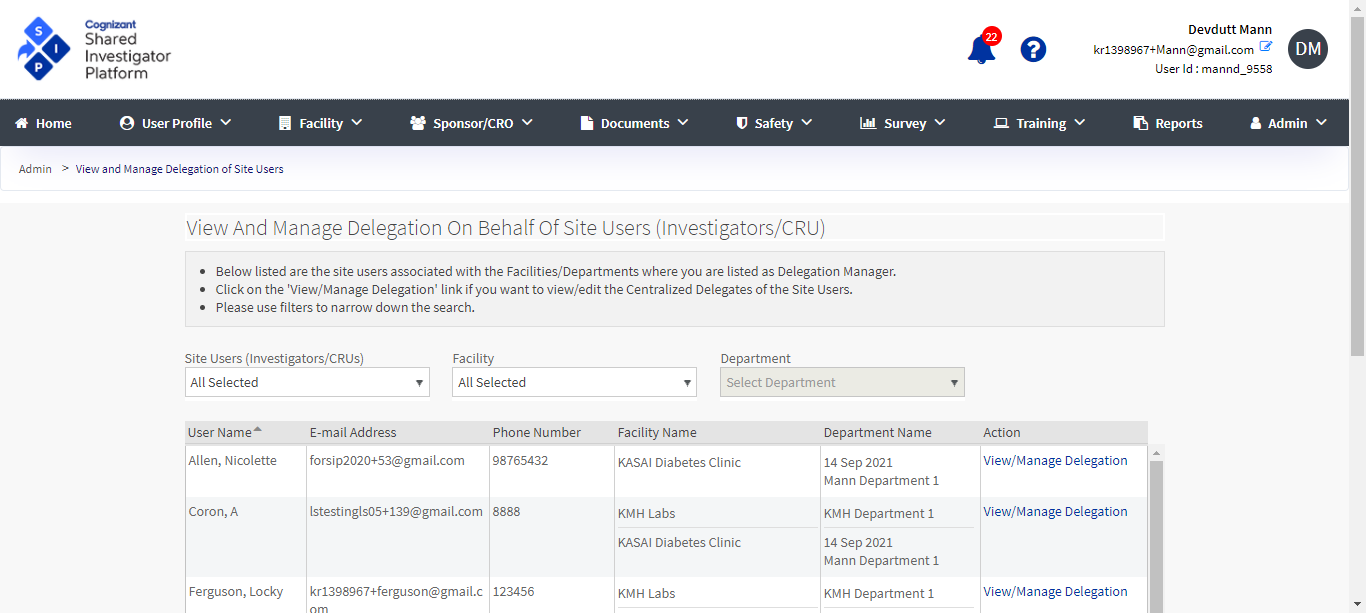 S
I
P
Cognizant
Shared
Investigator
Platform
22
?
Devdutt Mann
kr1398967+Mann@gmail.com
User Id : mannd_9558
DM
Home User Profile Facility Sponsor/CRO Documents Safety Survey Training Reports Admin
Admin > View and Manage Delegation of Site Users
View And Manage Delegation On Behalf Of Site Users (Investigators/CRU)
• Below listed are the site users associated with the Facilities/Departments where you are listed as Delegation Manager.
• Click on the 'View/Manage Delegation' link if you want to view/edit the Centralized Delegates of the Site Users.
• Please use filters to narrow down the search.
Site Users (Investigators/CRUs) Facility Department
All Selected All Selected Select Department
User Name E-mail Address Phone Number Facility Name Department Name Action
Allen, Nicolette forsip2020+53@gmail.com 98765432 KASAI Diabetes Clinic 14 Sep 2021 View/Manage Delegation
Mann Department 1
Coron, A lstestingls05+139@gmail.com 8888 KMH Labs KMH Department 1 View/Manage Delegation
KASAI Diabetes Clinic 14 Sep 2021
Mann Department 1
Ferguson, Locky kr1398967+ferguson@gmail.c 123456 KMH Labs KMH Department 1 View/Manage Delegation
om